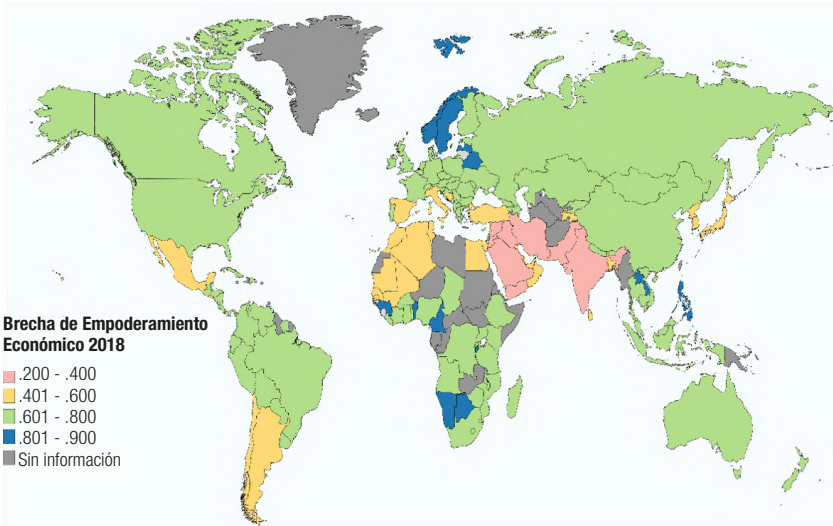 Brecha de Empoderamiento
Económico 2018
.200 - .400
.401 - .600
.601 - .800
.801 - .900
Sin información